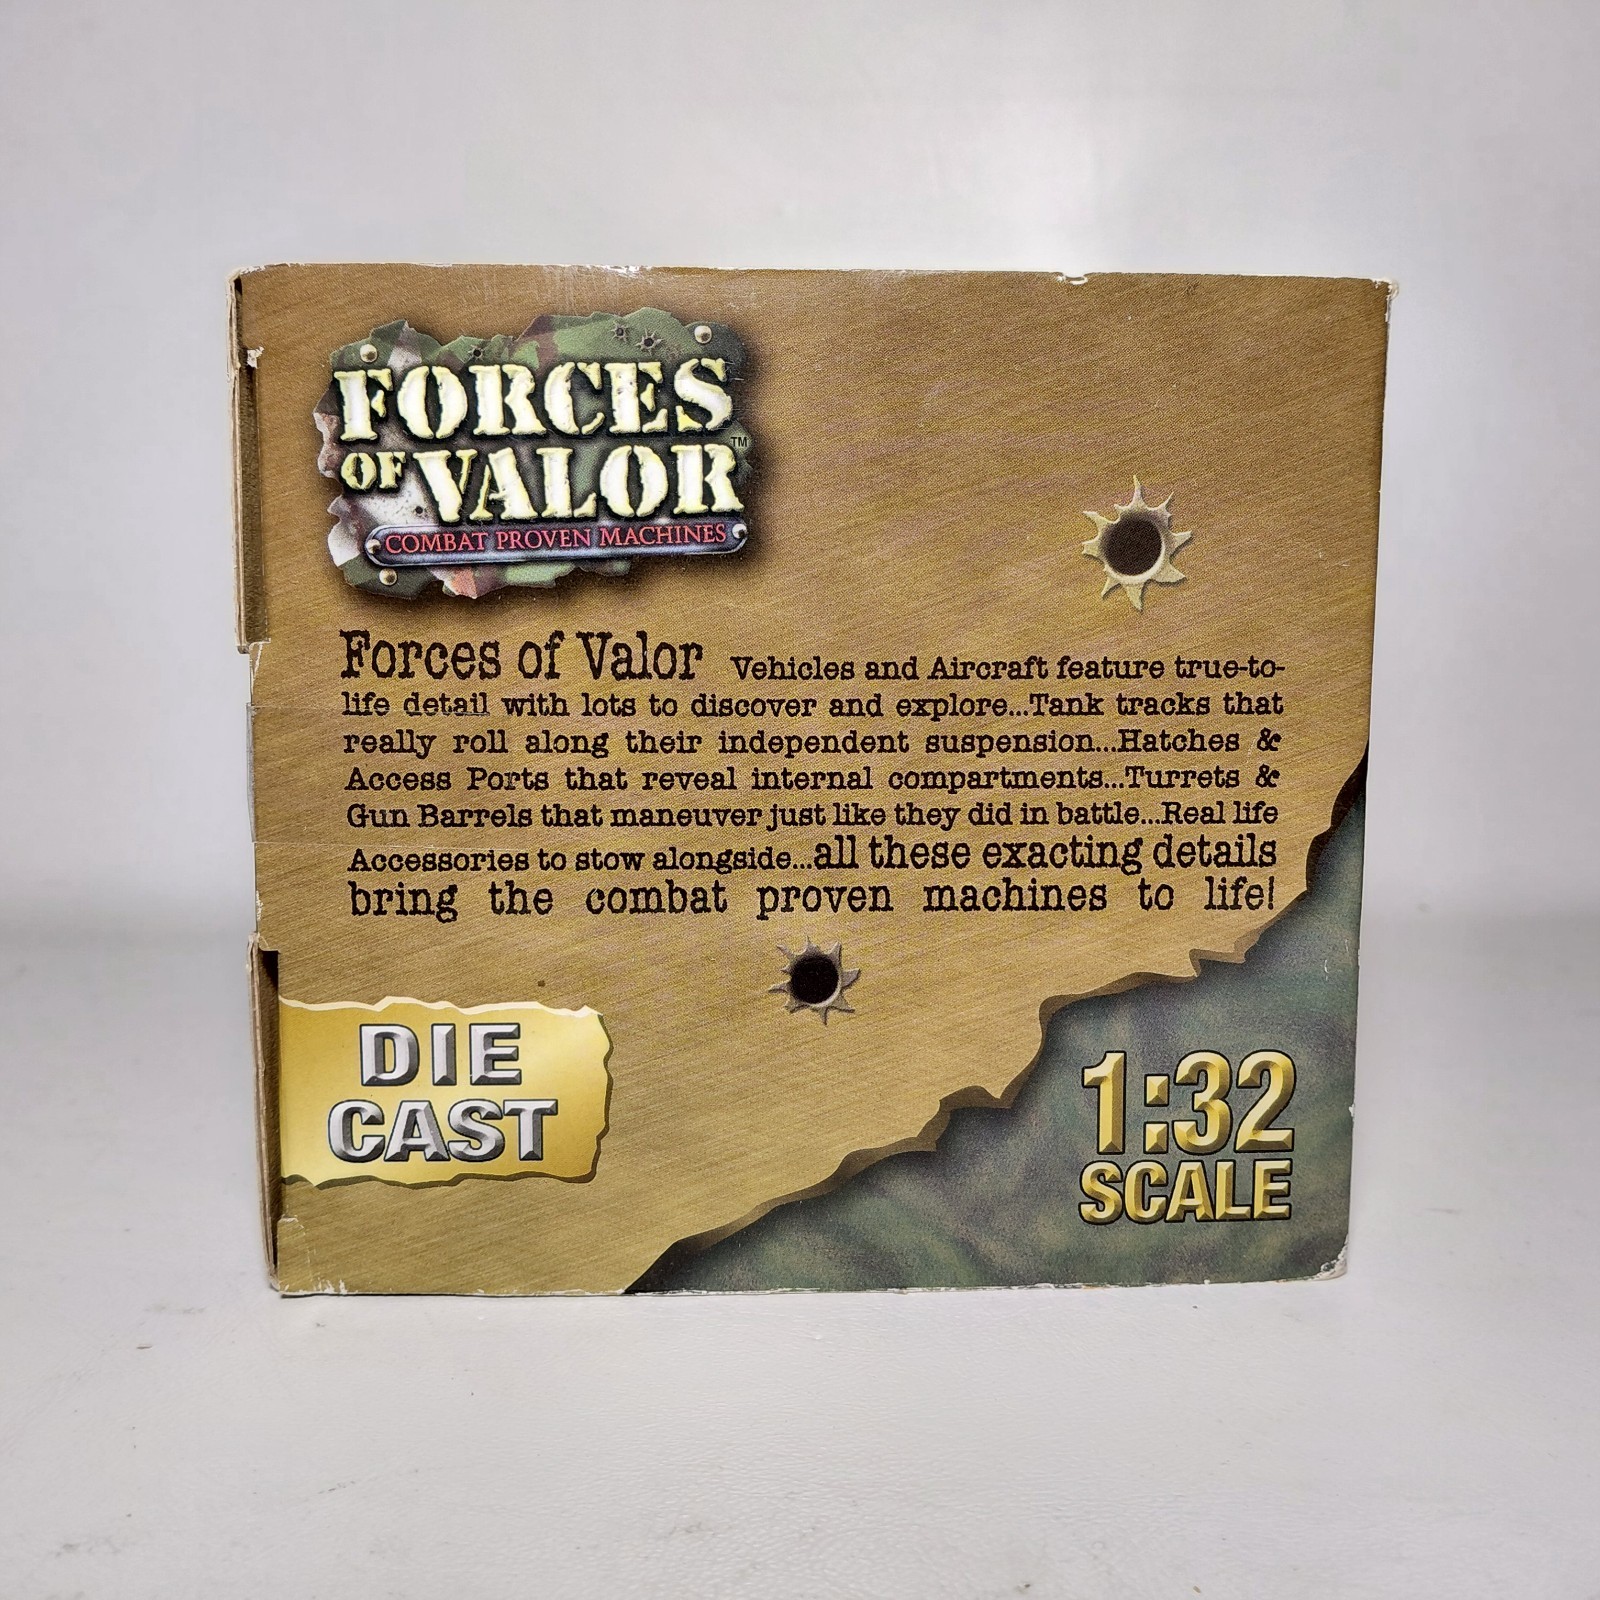 FORCES
OF VALOR™
COMBAT PROVEN MACHINES
Forces of Valor Vehicles and Aircraft feature true-to-
life detail with lots to discover and explore...Tank tracks that
really roll along their independent suspension...Hatches &
Access Ports that reveal internal compartments...Turrets &
Gun Barrels that maneuver just like they did in battle...Real life
Accessories to stow alongside...all these exacting details
bring the combat proven machines to life!
DIE
CAST
1:32
SCALE